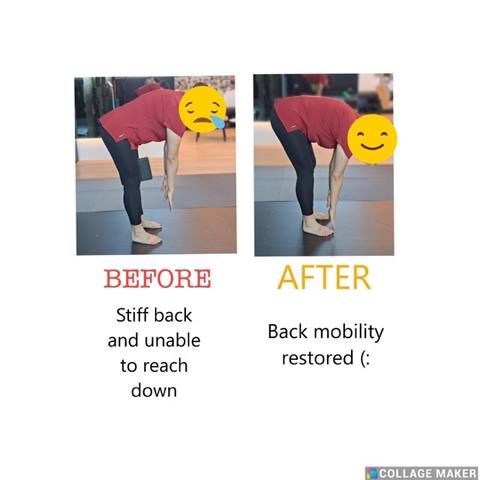 BEFORE
Stiff back
and unable
to reach
down
AFTER
Back mobility
restored (:
COLLAGE MAKER